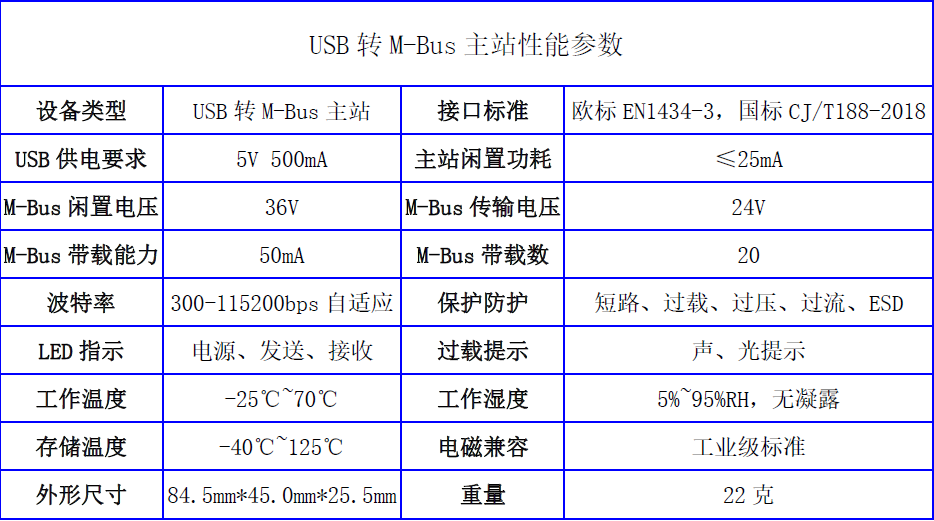 USB 转 M-Bus 主站性能参数
设备类型 USB 转 M-Bus 主站 接口标准 欧标 EN1434-3，国标 CJ/T188-2018
USB 供电要求 5V 500mA 主站闲置功耗 ≤25mA
M-Bus 闲置电压 36V M-Bus 传输电压 24V
M-Bus 带载能力 50mA M-Bus 带载数 20
波特率 300-115200bps 自适应 保护防护 短路、过载、过压、过流、ESD
LED 指示 电源、发送、接收 过载提示 声、光提示
工作温度 -25℃~70℃ 工作湿度 5%~95%RH，无凝露
存储温度 -40℃~125℃ 电磁兼容 工业级标准
外形尺寸 84.5mm*45.0mm*25.5mm 重量 22 克